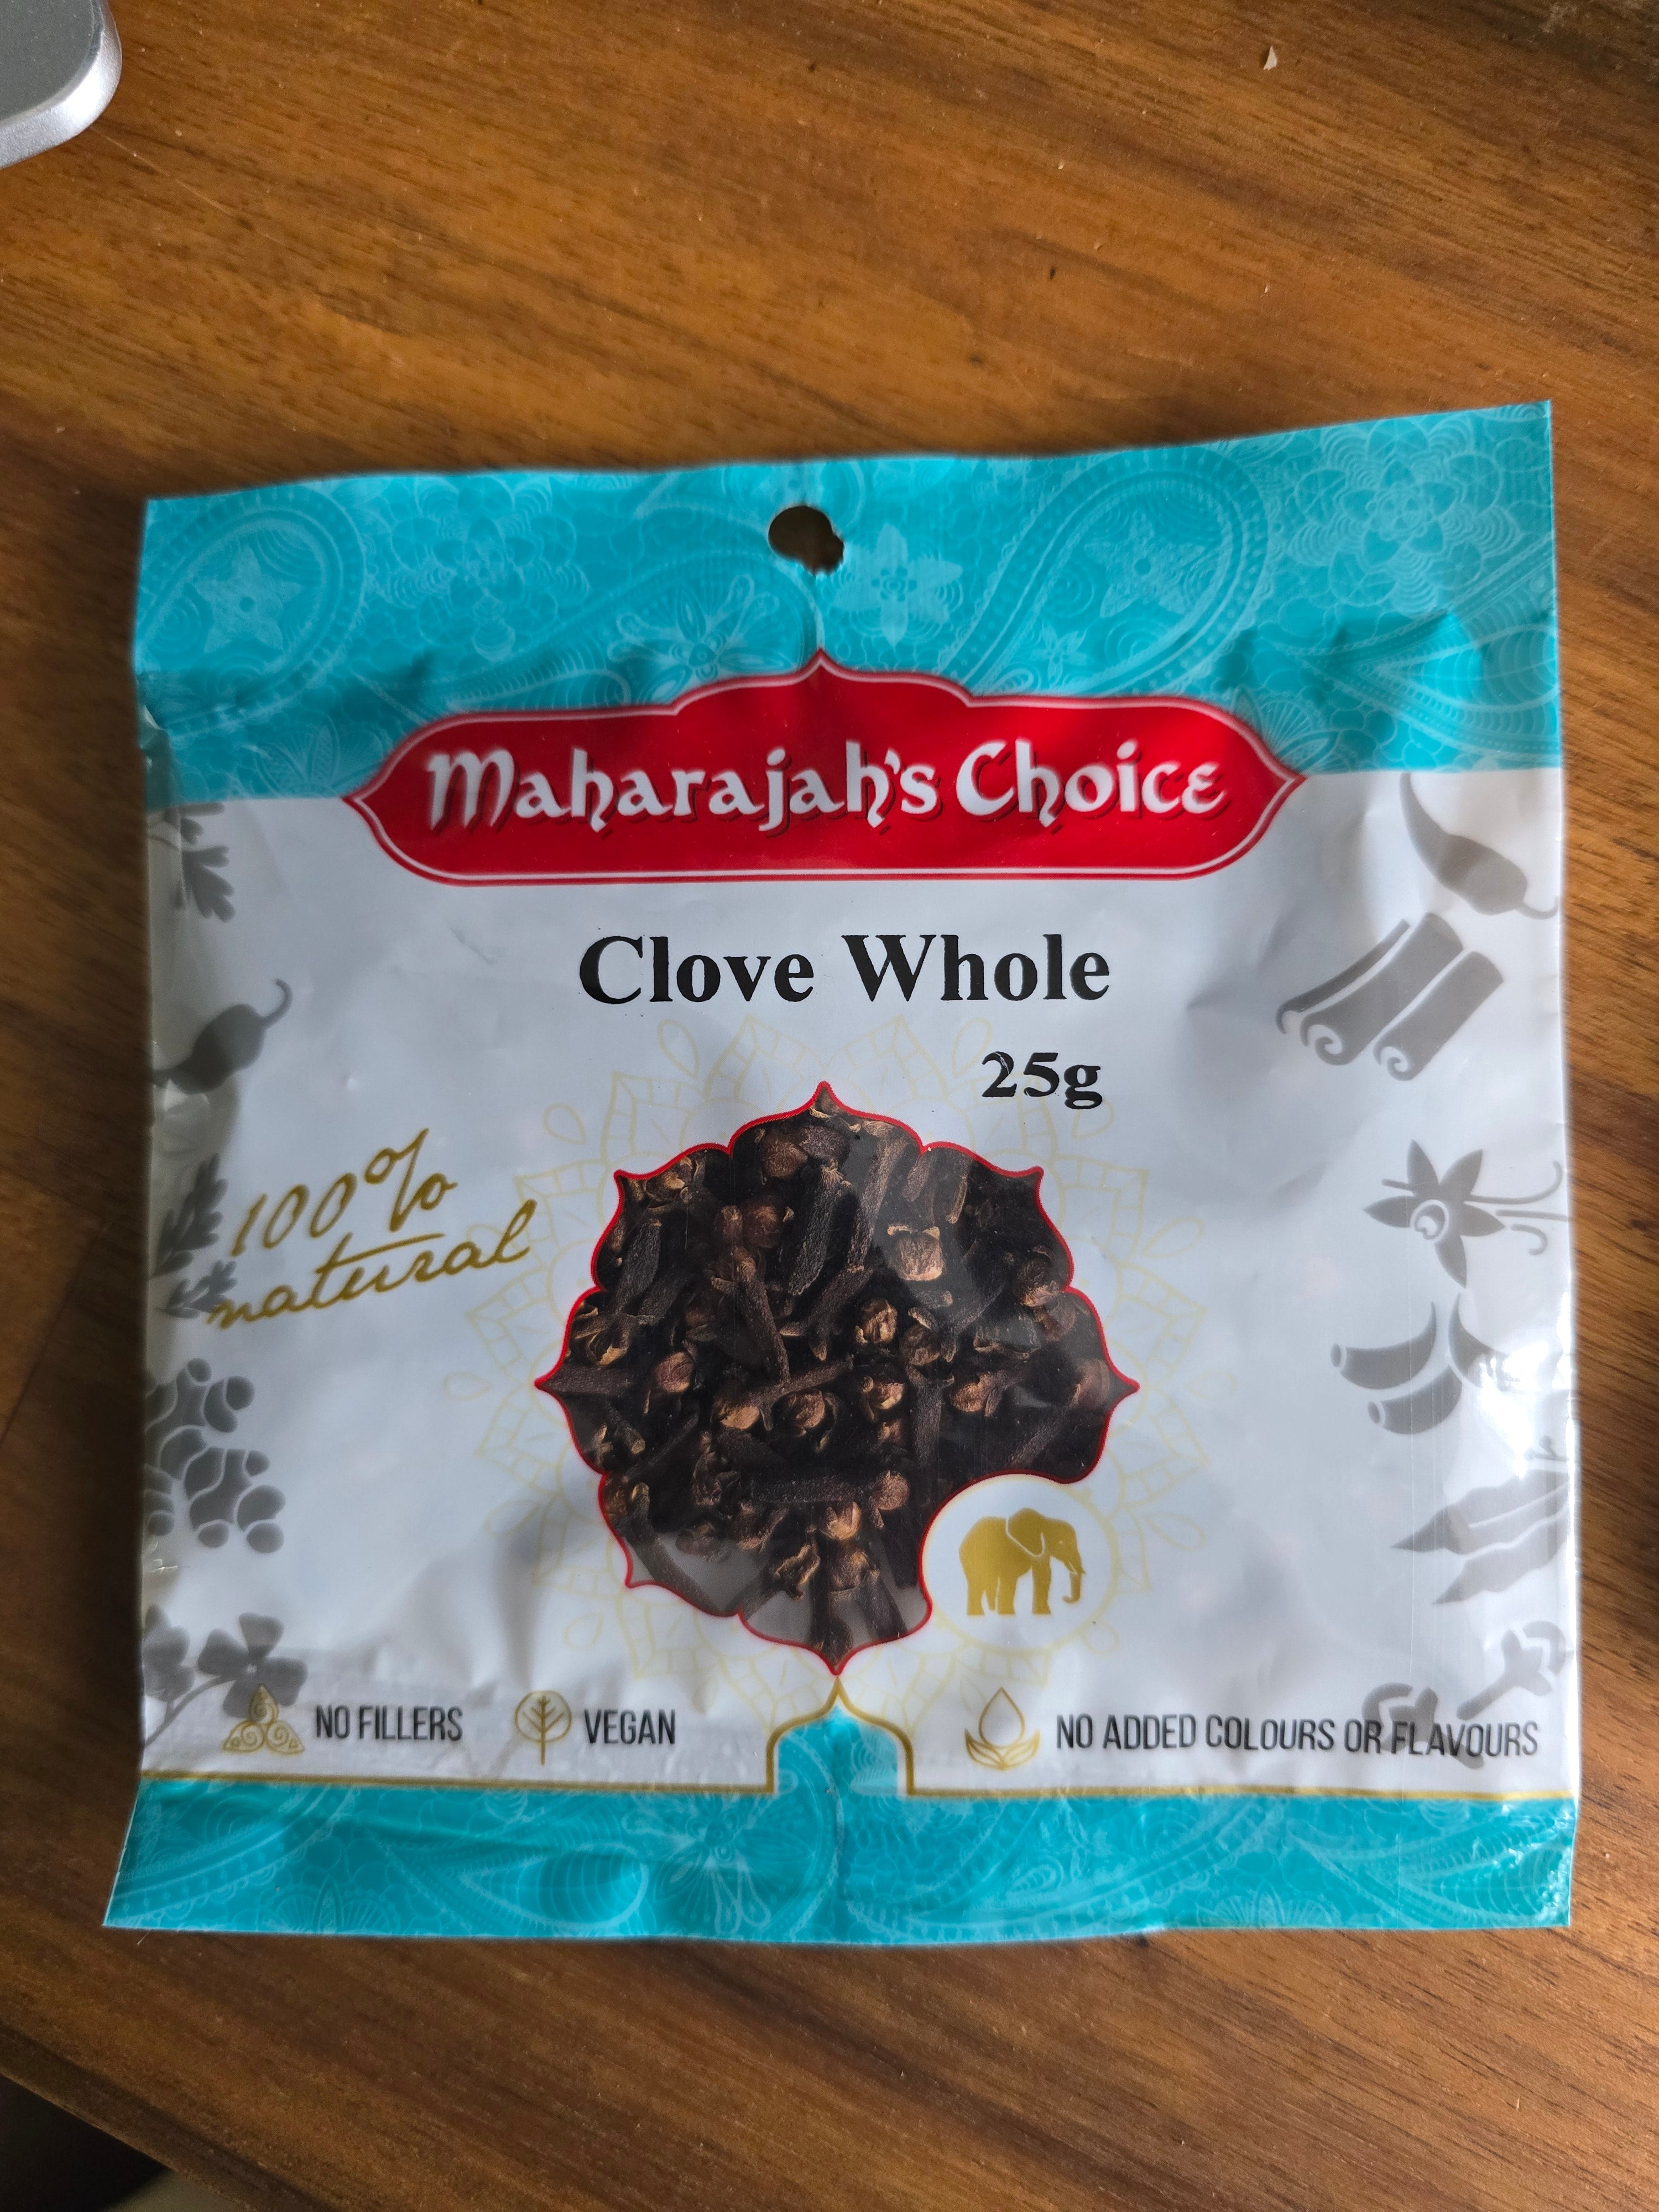 Maharajah's Choice
Clove Whole
25g
100%
natural
NO FILLERS
VEGAN
NO ADDED COLOURS OR FLAVOURS